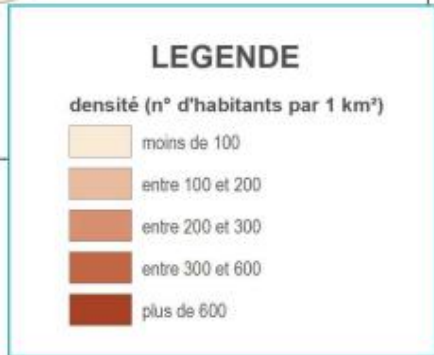 LEGENDE
densité (n° d'habitants par 1 km²)
moins de 100
entre 100 et 200
entre 200 et 300
entre 300 et 600
plus de 600